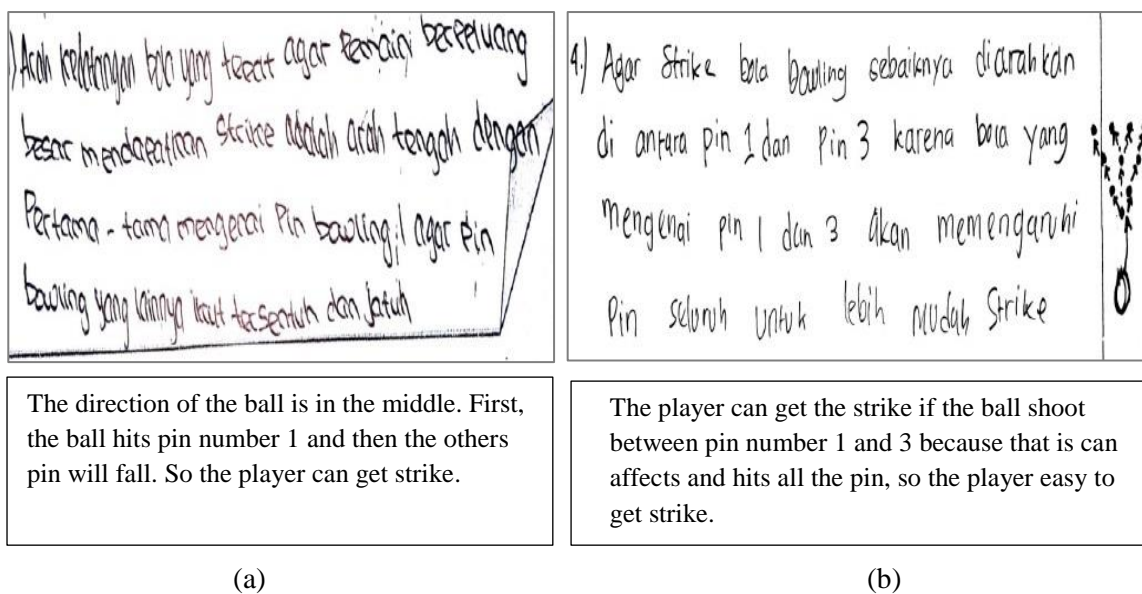 ) Arah kedatangan bola yang tepat agar pemain berpeluang
besar mendapatkan Strike adalah arah tengah dengan
Pertama-tama mengenai Pin bowling 1 agar pin
bowling yang lainnya ikut tersentuh dan jatuh
The direction of the ball is in the middle. First,
the ball hits pin number 1 and then the others
pin will fall. So the player can get strike.
(a)
4.) Agar Strike bola bowling sebaiknya diarahkan
di antara pin 1 dan Pin 3 karena bola yang
mengenai pin 1 dan 3 akan memengaruhi
Pin seluruh untuk lebih mudah Strike
The player can get the strike if the ball shoot
between pin number 1 and 3 because that is can
affects and hits all the pin, so the player easy to
get strike.
(b)